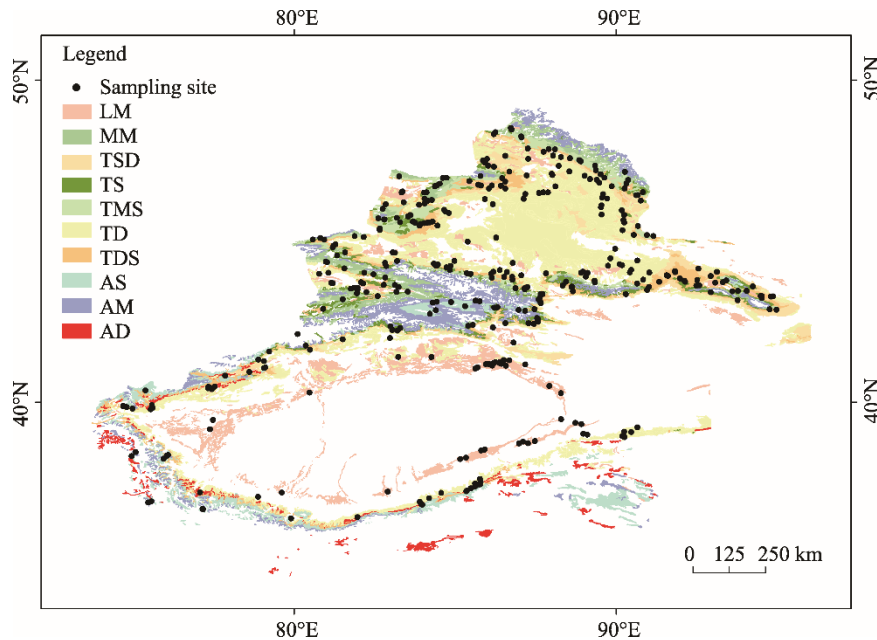 80°E 90°E
50°N 50°N
Legend
Sampling site
LM
MM
TSD
TS
TMS
TD
TDS
AS
AM
AD
40°N 40°N
0 125 250 km
80°E 90°E